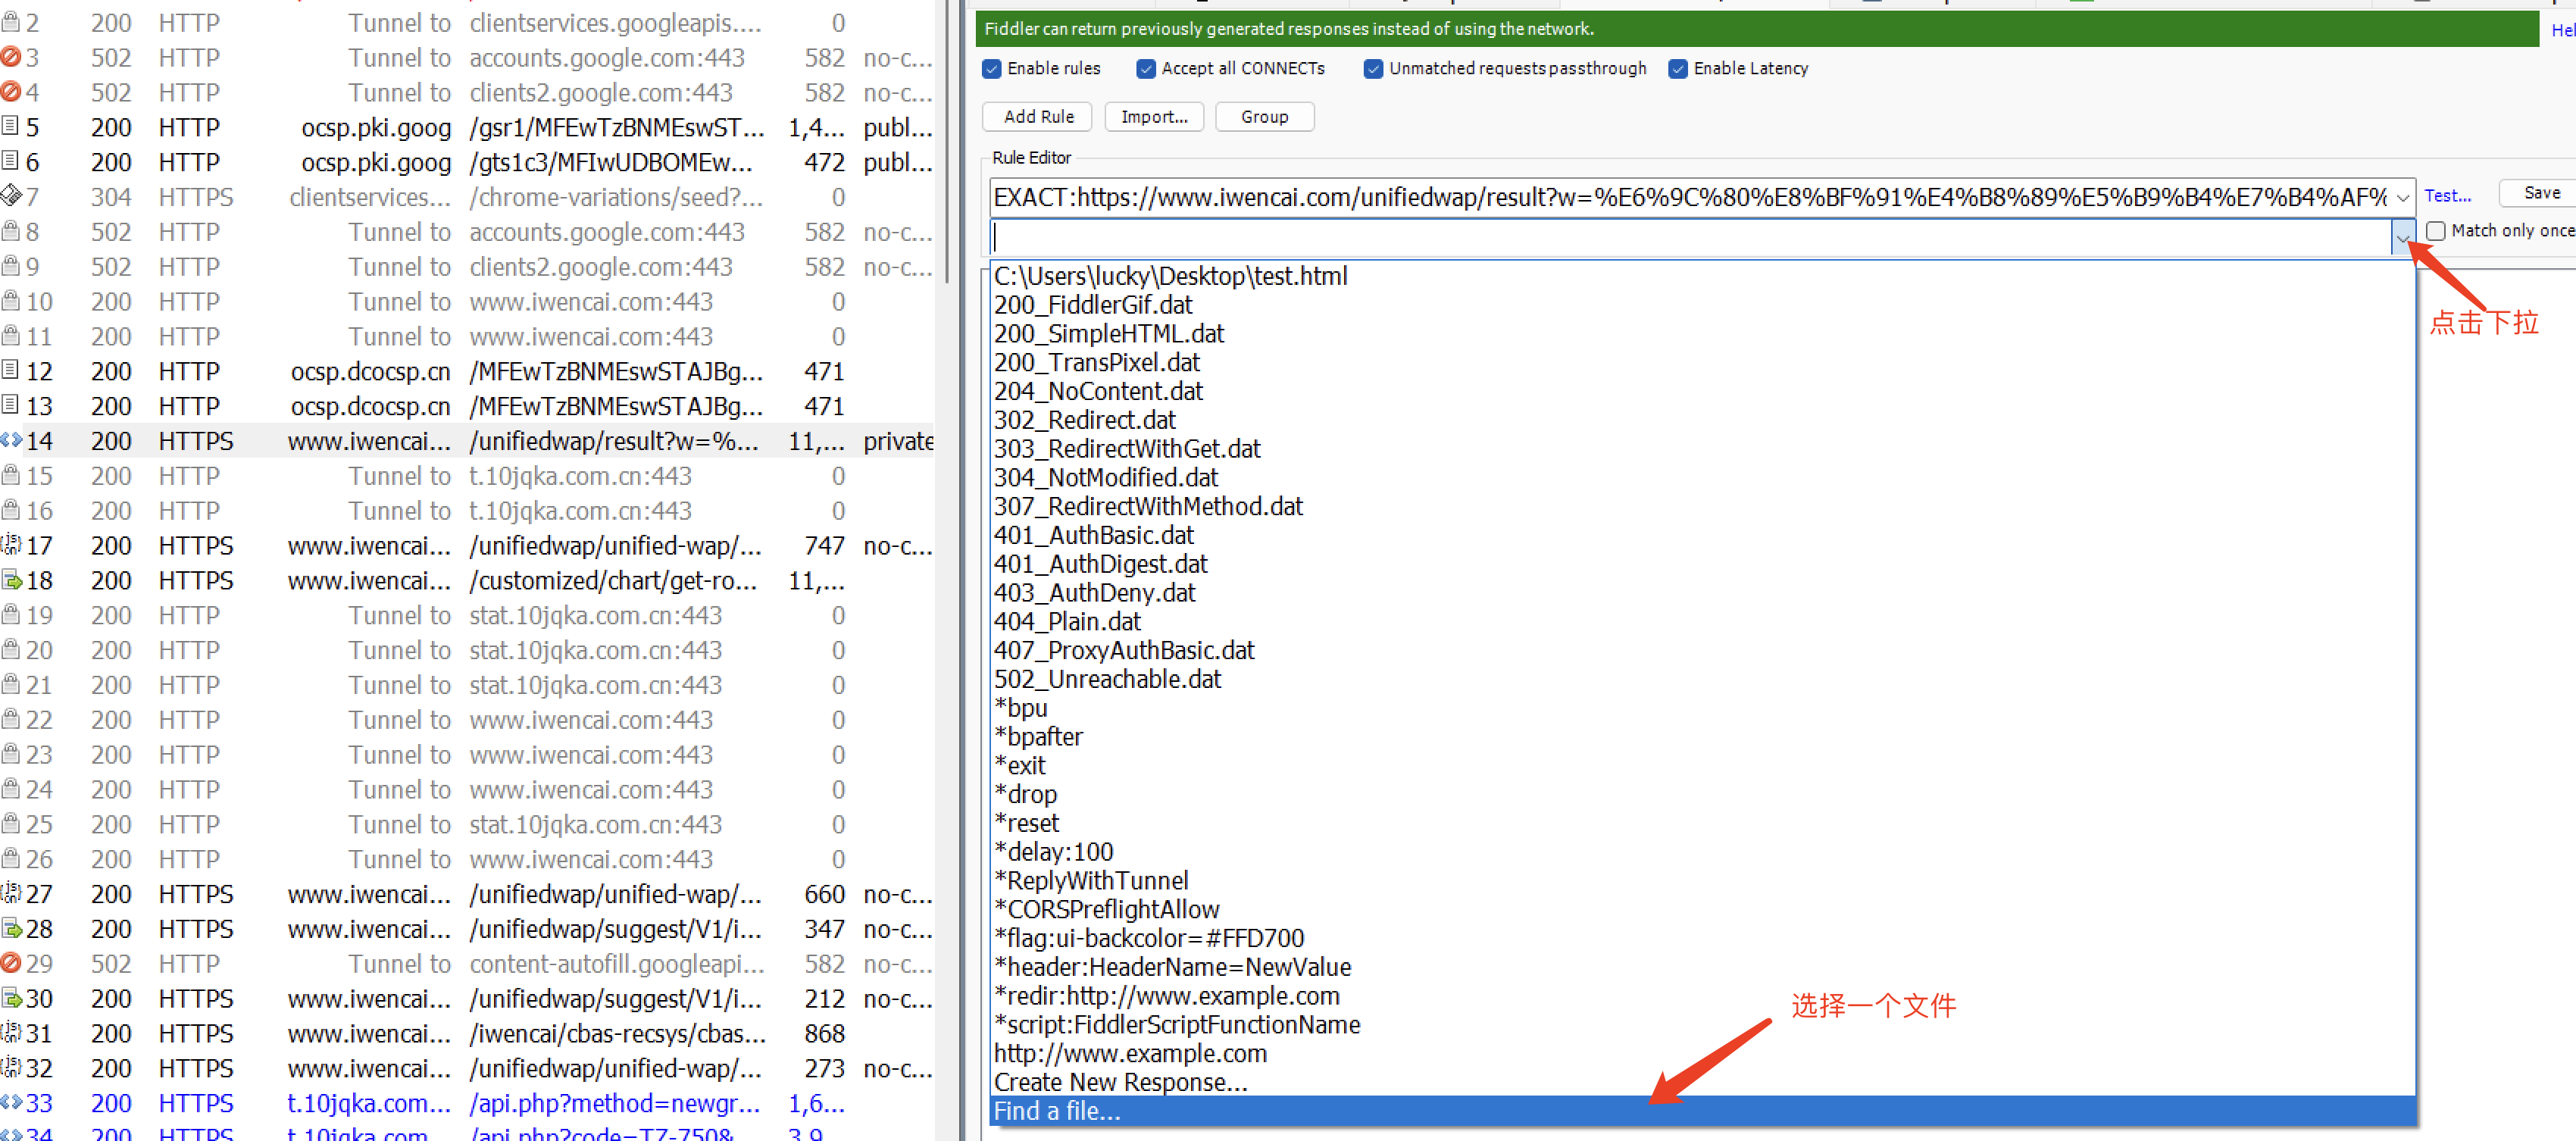 2 200 HTTP Tunnel to clientservices.googleapis....  0
3 502 HTTP Tunnel to accounts.google.com:443 582 no-c...
4 502 HTTP Tunnel to clients2.google.com:443 582 no-c...
5 200 HTTP ocsp.pki.goog /gsr1/MFEwTzBNMEswST... 1,4... publ...
6 200 HTTP ocsp.pki.goog /gts1c3/MFIwUDBOMEw... 472 publ...
7 304 HTTPS clientservices... /chrome-variations/seed?... 0
8 502 HTTP Tunnel to accounts.google.com:443 582 no-c...
9 502 HTTP Tunnel to clients2.google.com:443 582 no-c...
10 200 HTTP Tunnel to www.iwencai.com:443 0
11 200 HTTP Tunnel to www.iwencai.com:443 0
12 200 HTTP ocsp.dcocsp.cn /MFEwTzBNMEswSTAJBg... 471
13 200 HTTP ocsp.dcocsp.cn /MFEwTzBNMEswSTAJBg... 471
14 200 HTTPS www.iwencai... /unifiedwap/result?w=%... 11,... private
15 200 HTTP Tunnel to t.10jqka.com.cn:443 0
16 200 HTTP Tunnel to t.10jqka.com.cn:443 0
17 200 HTTPS www.iwencai... /unifiedwap/unified-wap/... 747 no-c...
18 200 HTTPS www.iwencai... /customized/chart/get-ro... 11,...
19 200 HTTP Tunnel to stat.10jqka.com.cn:443 0
20 200 HTTP Tunnel to stat.10jqka.com.cn:443 0
21 200 HTTP Tunnel to stat.10jqka.com.cn:443 0
22 200 HTTP Tunnel to www.iwencai.com:443 0
23 200 HTTP Tunnel to www.iwencai.com:443 0
24 200 HTTP Tunnel to www.iwencai.com:443 0
25 200 HTTP Tunnel to stat.10jqka.com.cn:443 0
26 200 HTTP Tunnel to www.iwencai.com:443 0
27 200 HTTPS www.iwencai... /unifiedwap/unified-wap/... 660 no-c...
28 200 HTTPS www.iwencai... /unifiedwap/suggest/V1/i... 347 no-c...
29 502 HTTP Tunnel to content-autofill.googleapi... 582 no-c...
30 200 HTTPS www.iwencai... /unifiedwap/suggest/V1/i... 212 no-c...
31 200 HTTPS www.iwencai... /iwencai/cbas-recsys/cbas... 868
32 200 HTTPS www.iwencai... /unifiedwap/unified-wap/... 273 no-c...
33 200 HTTPS t.10jqka.com... /api.php?method=newgr... 1,6...
34 200 HTTPS t.10jqka.com... /api.php?code=TZ-750&... 3,9...
Fiddler can return previously generated responses instead of using the network.
Hel
Enable rules Accept all CONNECTs Unmatched requests passthrough Enable Latency
Add Rule Import... Group
Rule Editor
EXACT:https://www.iwencai.com/unifiedwap/result?w=%E6%9C%80%E8%BF%91%E4%B8%89%E5%B9%B4%E7%B4%AF% Test... Save
Match only once
点击下拉
C:\Users\lucky\Desktop\test.html
200_FiddlerGif.dat
200_SimpleHTML.dat
200_TransPixel.dat
204_NoContent.dat
302_Redirect.dat
303_RedirectWithGet.dat
304_NotModified.dat
307_RedirectWithMethod.dat
401_AuthBasic.dat
401_AuthDigest.dat
403_AuthDeny.dat
404_Plain.dat
407_ProxyAuthBasic.dat
502_Unreachable.dat
*bpu
*bpafter
*exit
*drop
*reset
*delay:100
*ReplyWithTunnel
*CORSPreflightAllow
*flag:ui-backcolor=#FFD700
*header:HeaderName=NewValue
*redir:http://www.example.com
*script:FiddlerScriptFunctionName
http://www.example.com
Create New Response...
Find a file...
选择一个文件